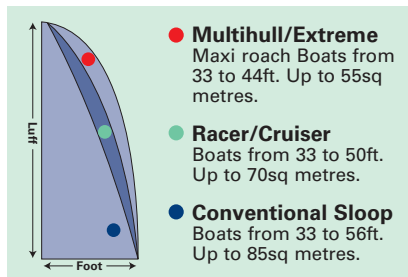 Luff
Foot
Multihull/Extreme
Maxi roach Boats from
33 to 44ft. Up to 55sq
metres.
Racer/Cruiser
Boats from 33 to 50ft.
Up to 70sq metres.
Conventional Sloop
Boats from 33 to 56ft.
Up to 85sq metres.